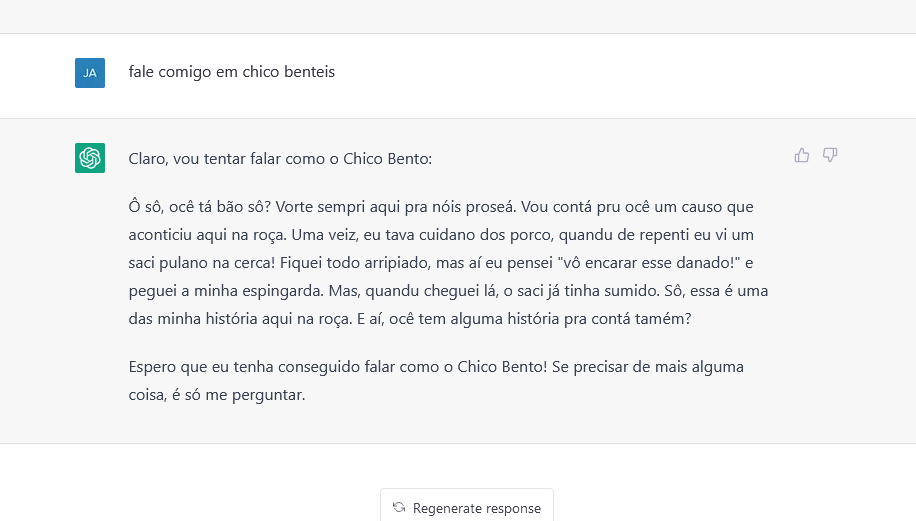 JA
fale comigo em chico benteis
Claro, vou tentar falar como o Chico Bento:
Ô sô, ocê tá bão sô? Vorte sempri aqui pra nóis proseá. Vou contá pru ocê um causo que
aconticiu aqui na roça. Uma veiz, eu tava cuidano dos porco, quandu de repenti eu vi um
saci pulano na cerca! Fiquei todo arripiado, mas aí eu pensei "vô encarar esse danado!" e
peguei a minha espingarda. Mas, quandu cheguei lá, o saci já tinha sumido. Sô, essa é uma
das minha história aqui na roça. E aí, ocê tem alguma história pra contá tamém?
Espero que eu tenha conseguido falar como o Chico Bento! Se precisar de mais alguma
coisa, é só me perguntar.
Regenerate response